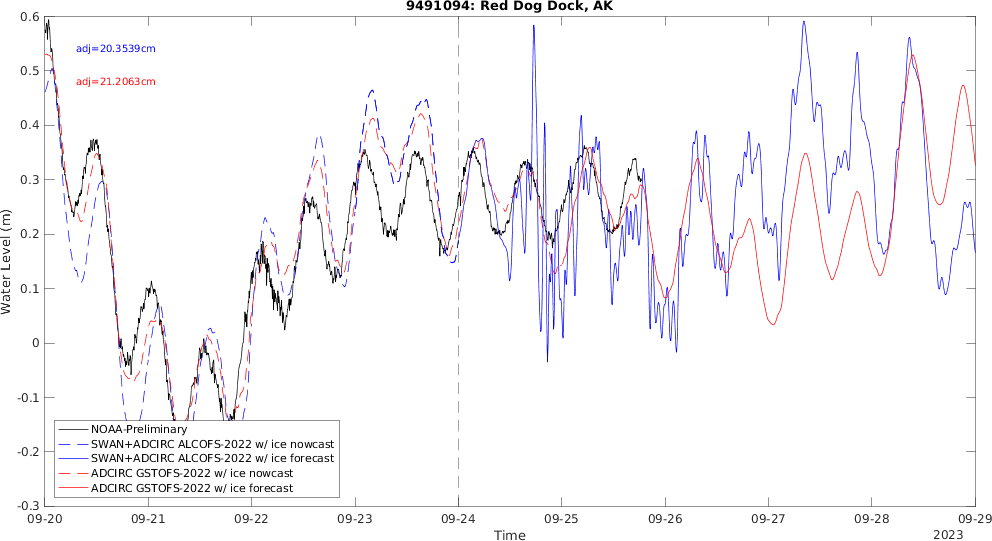 9491094: Red Dog Dock, AK
adj=20.3539cm
adj=21.2063cm
Water Level (m)
0.6
0.5
0.4
0.3
0.2
0.1
0
-0.1
-0.2
-0.3
NOAA-Preliminary
SWAN+ADCIRC ALCOFS-2022 w/ ice nowcast
SWAN+ADCIRC ALCOFS-2022 w/ ice forecast
ADCIRC GSTOFS-2022 w/ ice nowcast
ADCIRC GSTOFS-2022 w/ ice forecast
09-20 09-21 09-22 09-23 09-24 09-25 09-26 09-27 09-28 09-29
Time
2023